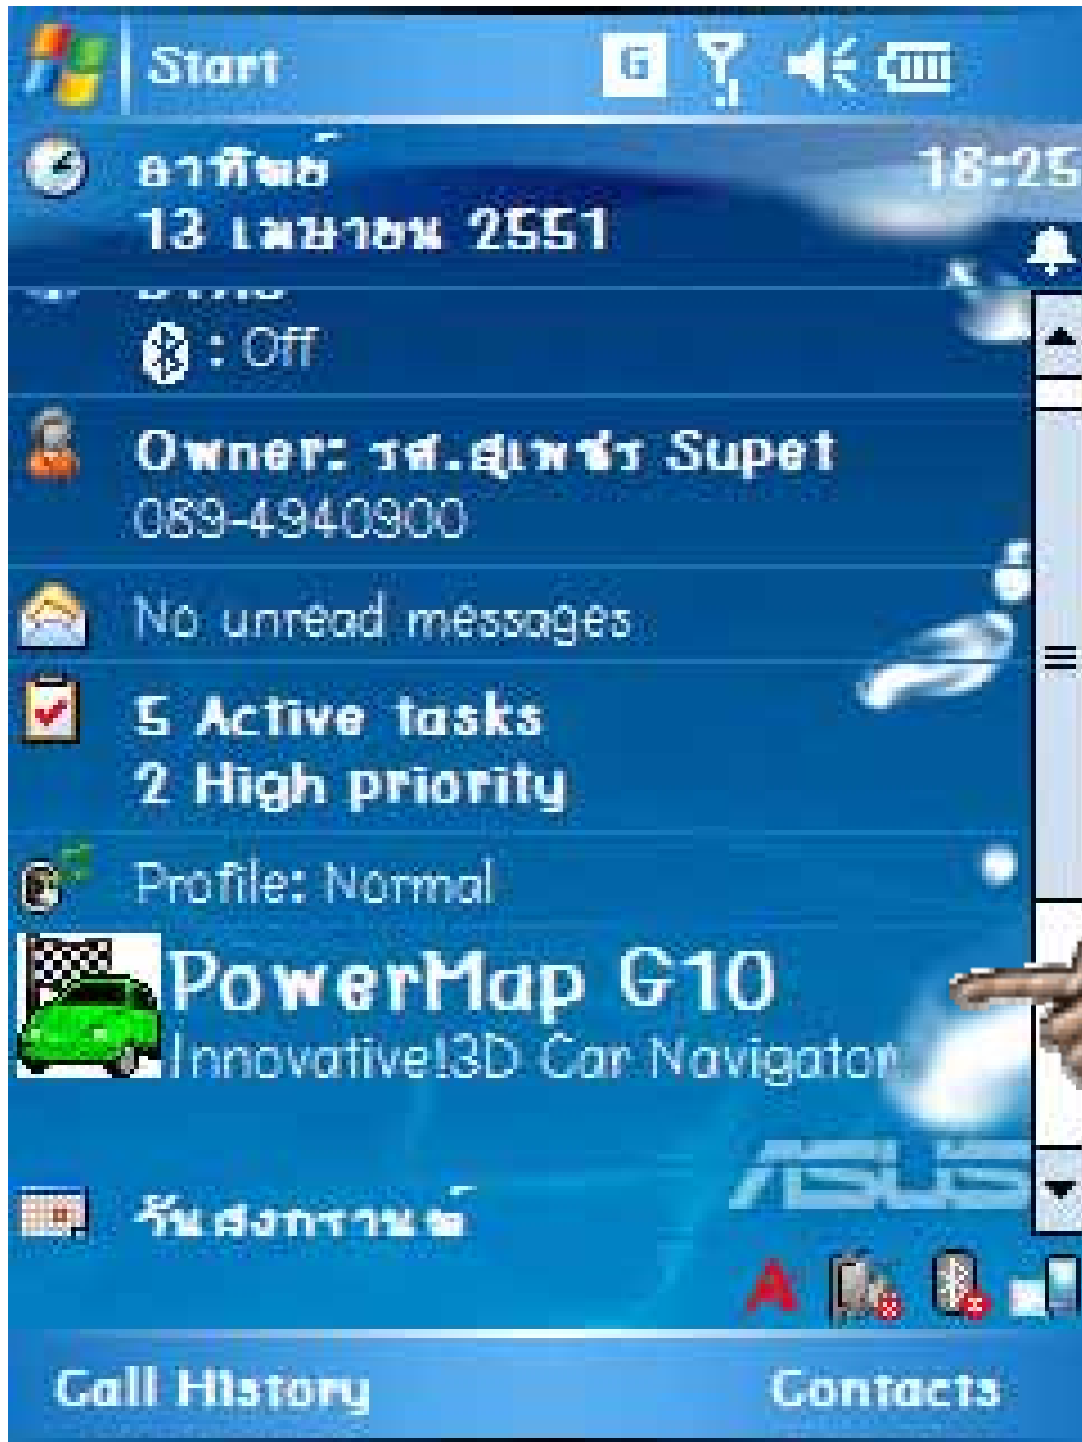 Start
G
อาทิตย์ 18:25
13 เมษายน 2551
: Off
Owner: รศ.สุเพชร Supet
089-4940900
No unread messages
5 Active tasks
2 High priority
Profile: Normal
PowerMap G10
Innovative!3D Car Navigator
ASUS
วันสงกรานต์
A
Call History Contacts